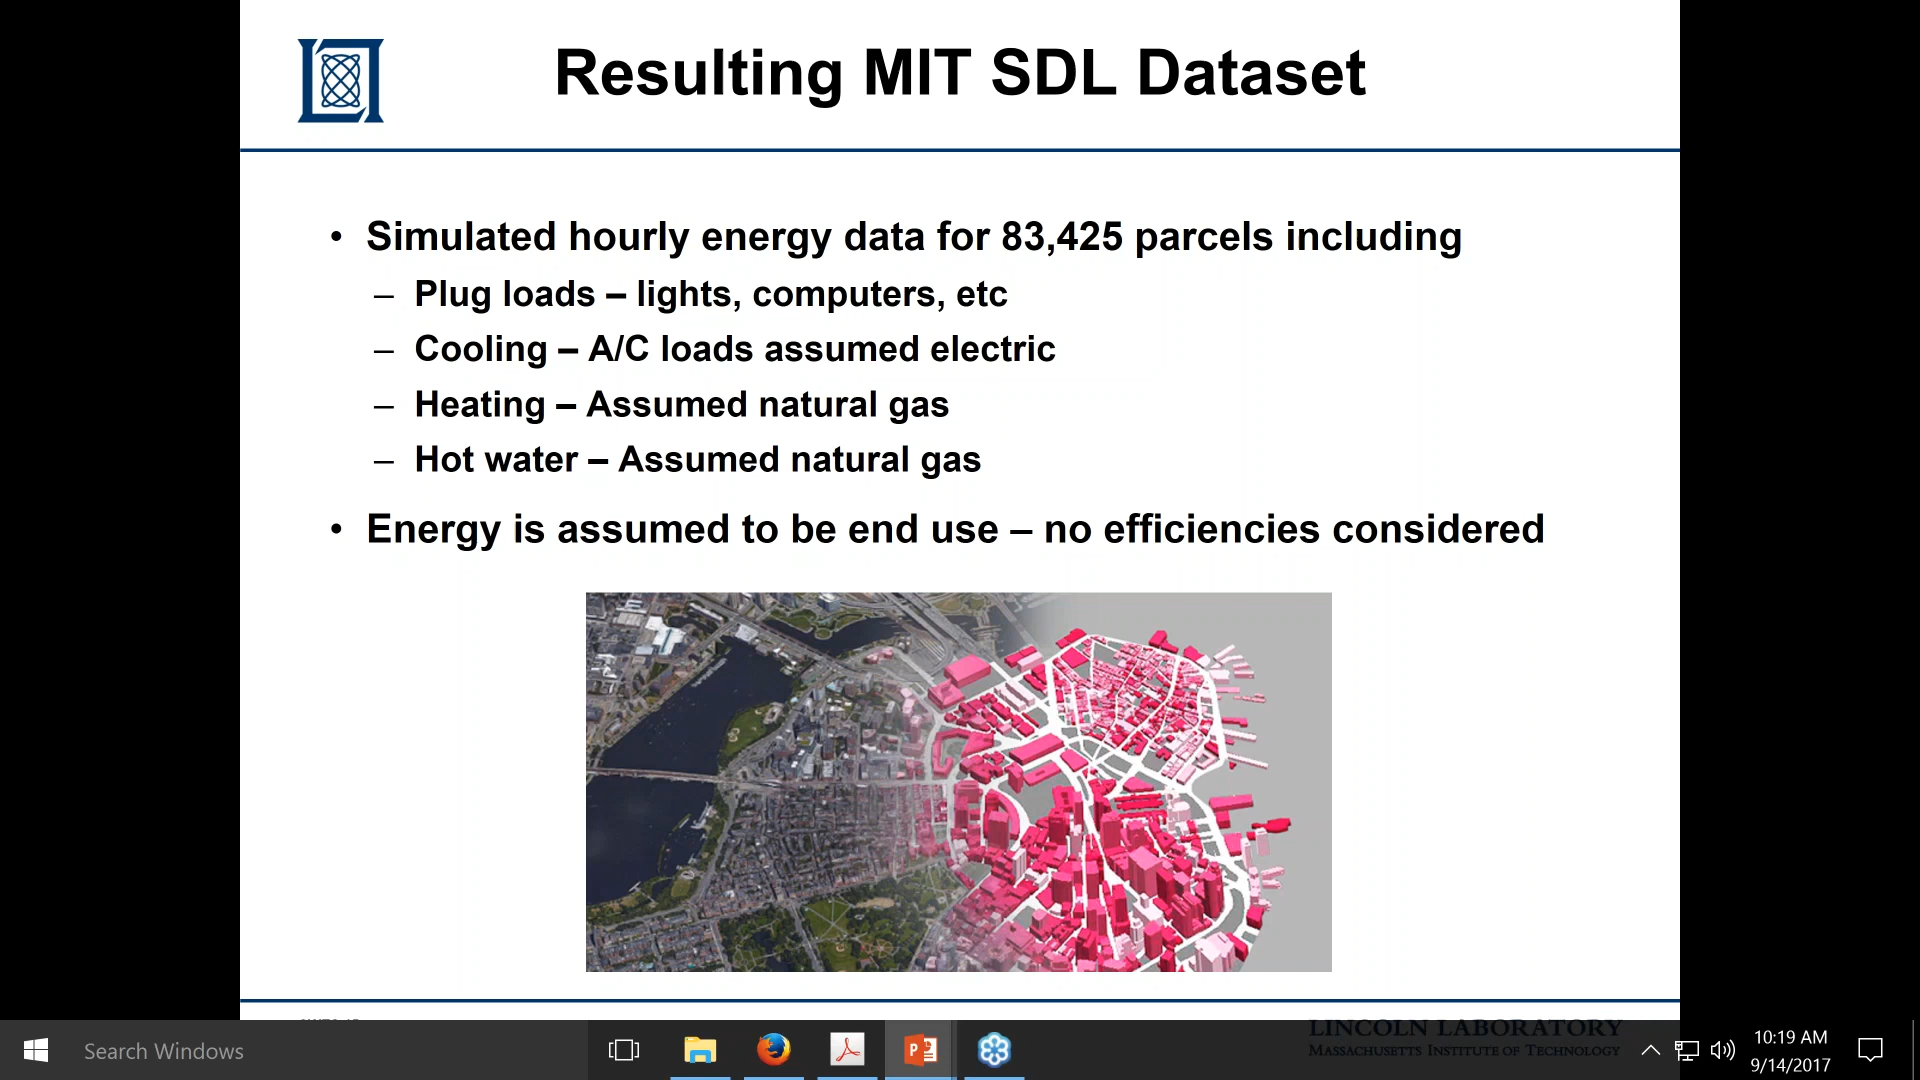 Resulting MIT SDL Dataset
• Simulated hourly energy data for 83,425 parcels including
– Plug loads – lights, computers, etc
– Cooling – A/C loads assumed electric
– Heating – Assumed natural gas
– Hot water – Assumed natural gas
• Energy is assumed to be end use – no efficiencies considered
LINCOLN LABORATORY
MASSACHUSETTS INSTITUTE OF TECHNOLOGY
Search Windows
10:19 AM
9/14/2017